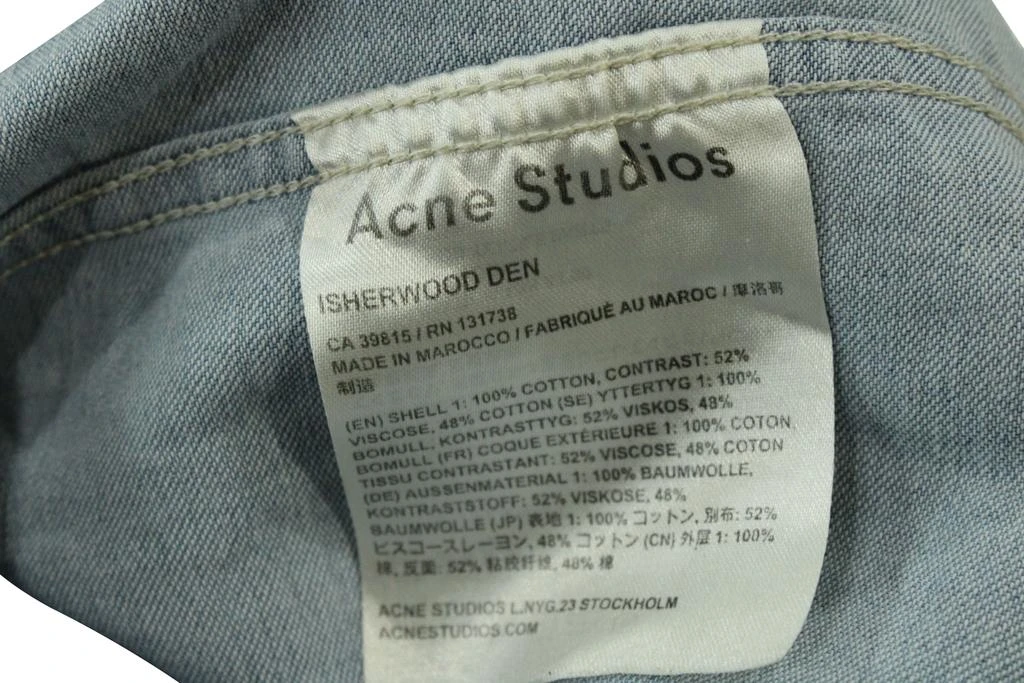 Acne Studios
ISHERWOOD DEN
CA 39815 / RN 131738
MADE IN MAROCCO / FABRIQUÉ AU MAROC / 摩洛哥
制造
(EN) SHELL 1: 100% COTTON, CONTRAST: 52%
VISCOSE, 48% COTTON (SE) YTTERTYG 1: 100%
BOMULL, KONTRASTTYG: 52% VISKOS, 48%
BOMULL (FR) COQUE EXTÉRIEURE 1: 100% COTON,
TISSU CONTRASTANT: 52% VISCOSE, 48% COTON
(DE) AUSSENMATERIAL 1: 100% BAUMWOLLE,
KONTRASTSTOFF: 52% VISKOSE, 48%
BAUMWOLLE (JP) 表地 1: 100% コットン, 別布: 52%
ビスコースレーヨン, 48% コットン (CN) 外层 1: 100%
棉, 反面: 52% 粘胶纤维, 48% 棉
ACNE STUDIOS L.NYG.23 STOCKHOLM
ACNESTUDIOS.COM